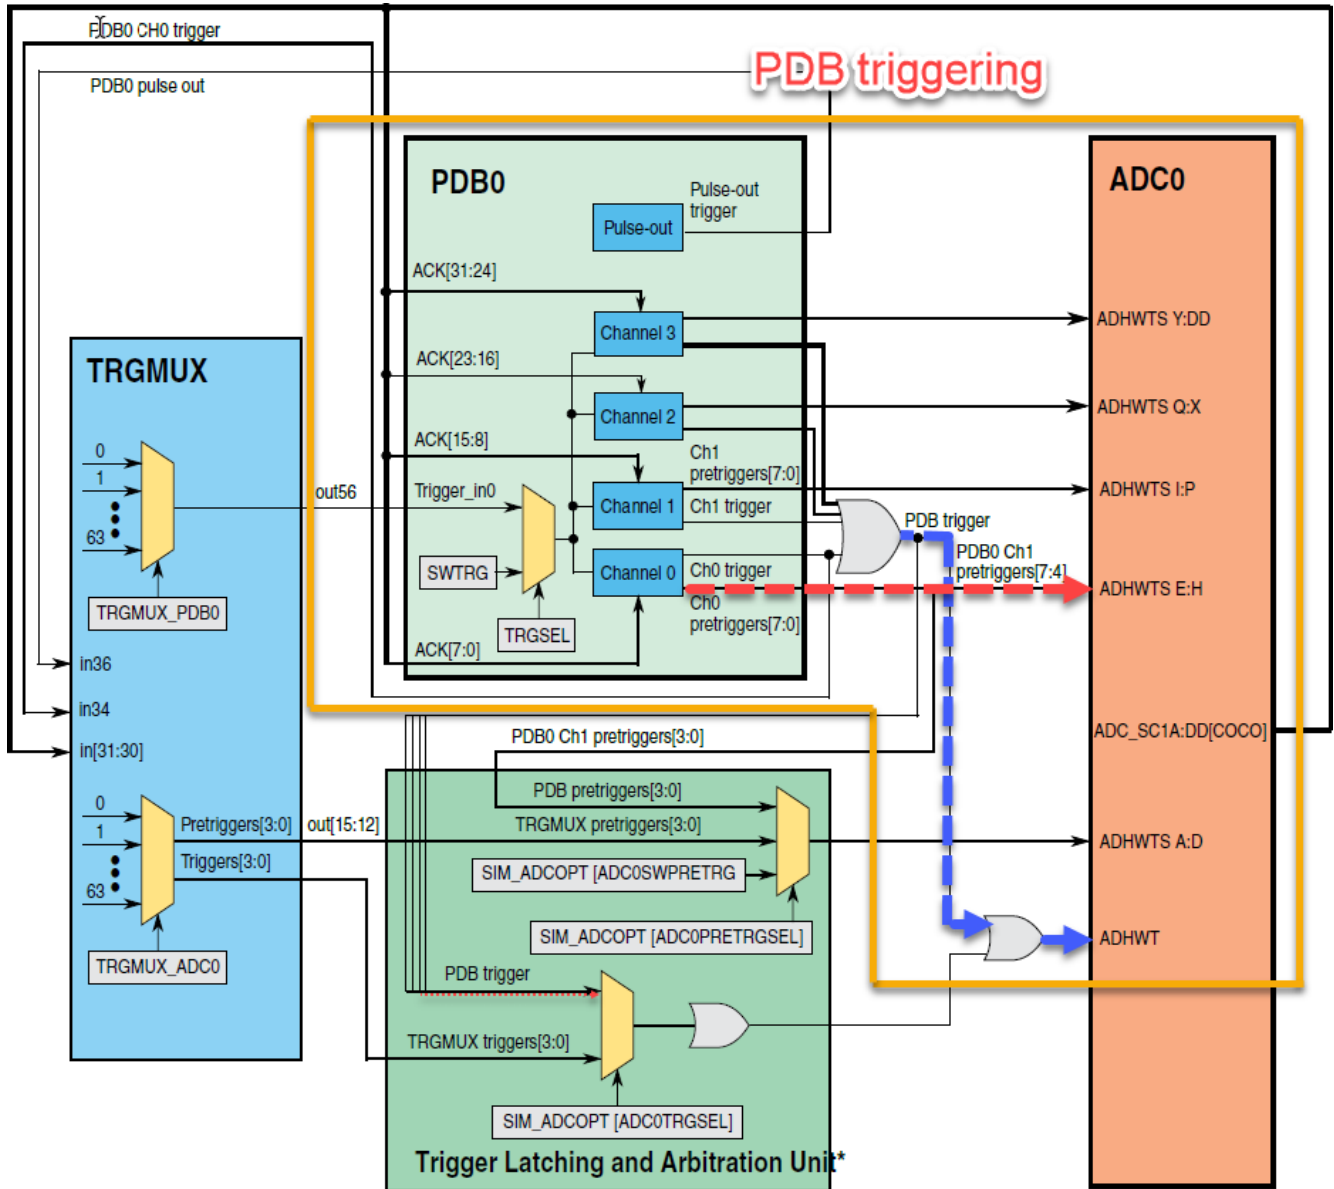 PDB0 CH0 trigger
PDB triggering
PDB0 pulse out
PDB0
ADC0
Pulse-out
trigger
Pulse-out
ACK[31:24]
Channel 3
ADHWTS Y:DD
TRGMUX
ACK[23:16]
Channel 2
ADHWTS Q:X
ACK[15:8]
Ch1
pretriggers[7:0]
0
1
63
out56
Trigger_in0
Channel 1
Ch1 trigger
ADHWTS I:P
PDB trigger
SWTRG
Channel 0
Ch0 trigger
PDB0 Ch1
pretriggers[7:4]
ADHWTS E:H
TRGMUX_PDB0
Ch0
pretriggers[7:0]
TRGSEL
ACK[7:0]
in36
in34
in[31:30]
PDB0 Ch1 pretriggers[3:0]
ADC_SC1A:DD[COCO]
PDB pretriggers[3:0]
0
1
63
Pretriggers[3:0]
out[15:12]
TRGMUX pretriggers[3:0]
ADHWTS A:D
Triggers[3:0]
SIM_ADCOPT [ADC0SWPRETRG
SIM_ADCOPT [ADC0PRETRGSEL]
ADHWT
TRGMUX_ADC0
PDB trigger
TRGMUX triggers[3:0]
SIM_ADCOPT [ADC0TRGSEL]
Trigger Latching and Arbitration Unit*